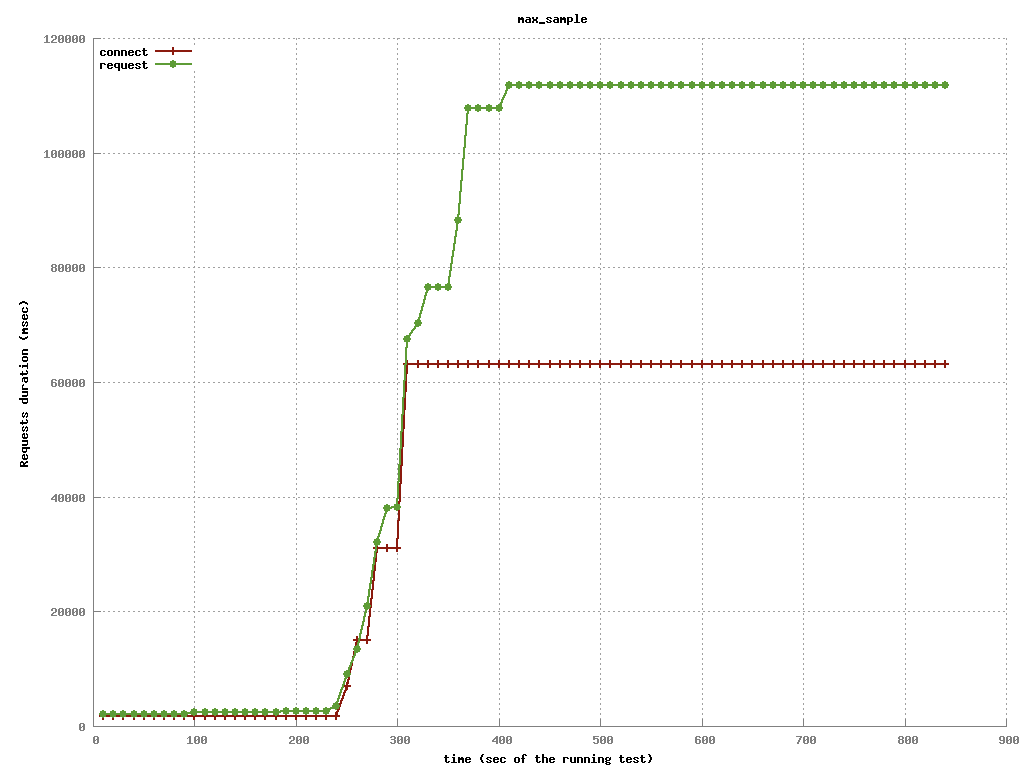 max_sample
120000
connect
request
100000
80000
60000
40000
20000
0
Requests duration (msec)
0 100 200 300 400 500 600 700 800 900
time (sec of the running test)